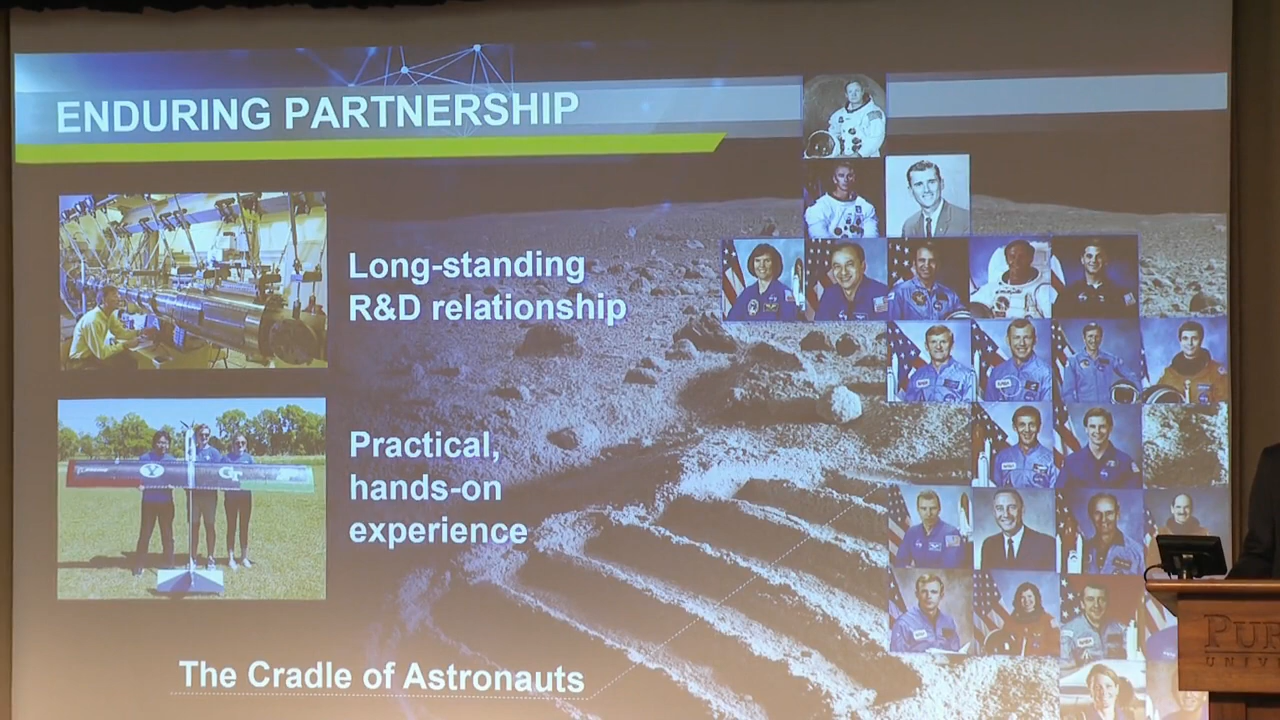 ENDURING PARTNERSHIP
Long-standing
R&D relationship
Practical,
hands-on
experience
The Cradle of Astronauts